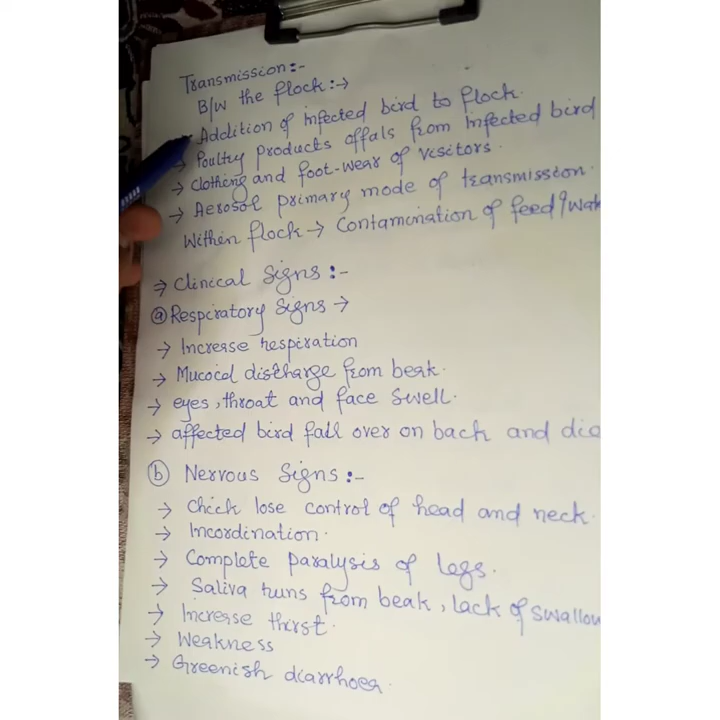 Transmission:-
B/W the flock:→
→ Addition of infected bird to flock.
→ Poultry products offals from infected bird
→ Clothing and foot-wear of visitors.
→ Aerosol primary mode of transmission.
Within flock → Contamination of feed/wat
⇒ Clinical Signs:-
ⓐ Respiratory Signs →
→ Increase respiration
→ Mucoid discharge from beak.
→ eyes, throat and face swell.
→ affected bird fall over on back and die
ⓑ Nervous Signs:-
→ Chick lose control of head and neck.
→ Incordination.
→ Complete paralysis of legs.
→ Saliva runs from beak, lack of swallow
→ Increase thirst.
→ Weakness
→ Greenish diarrhoea.